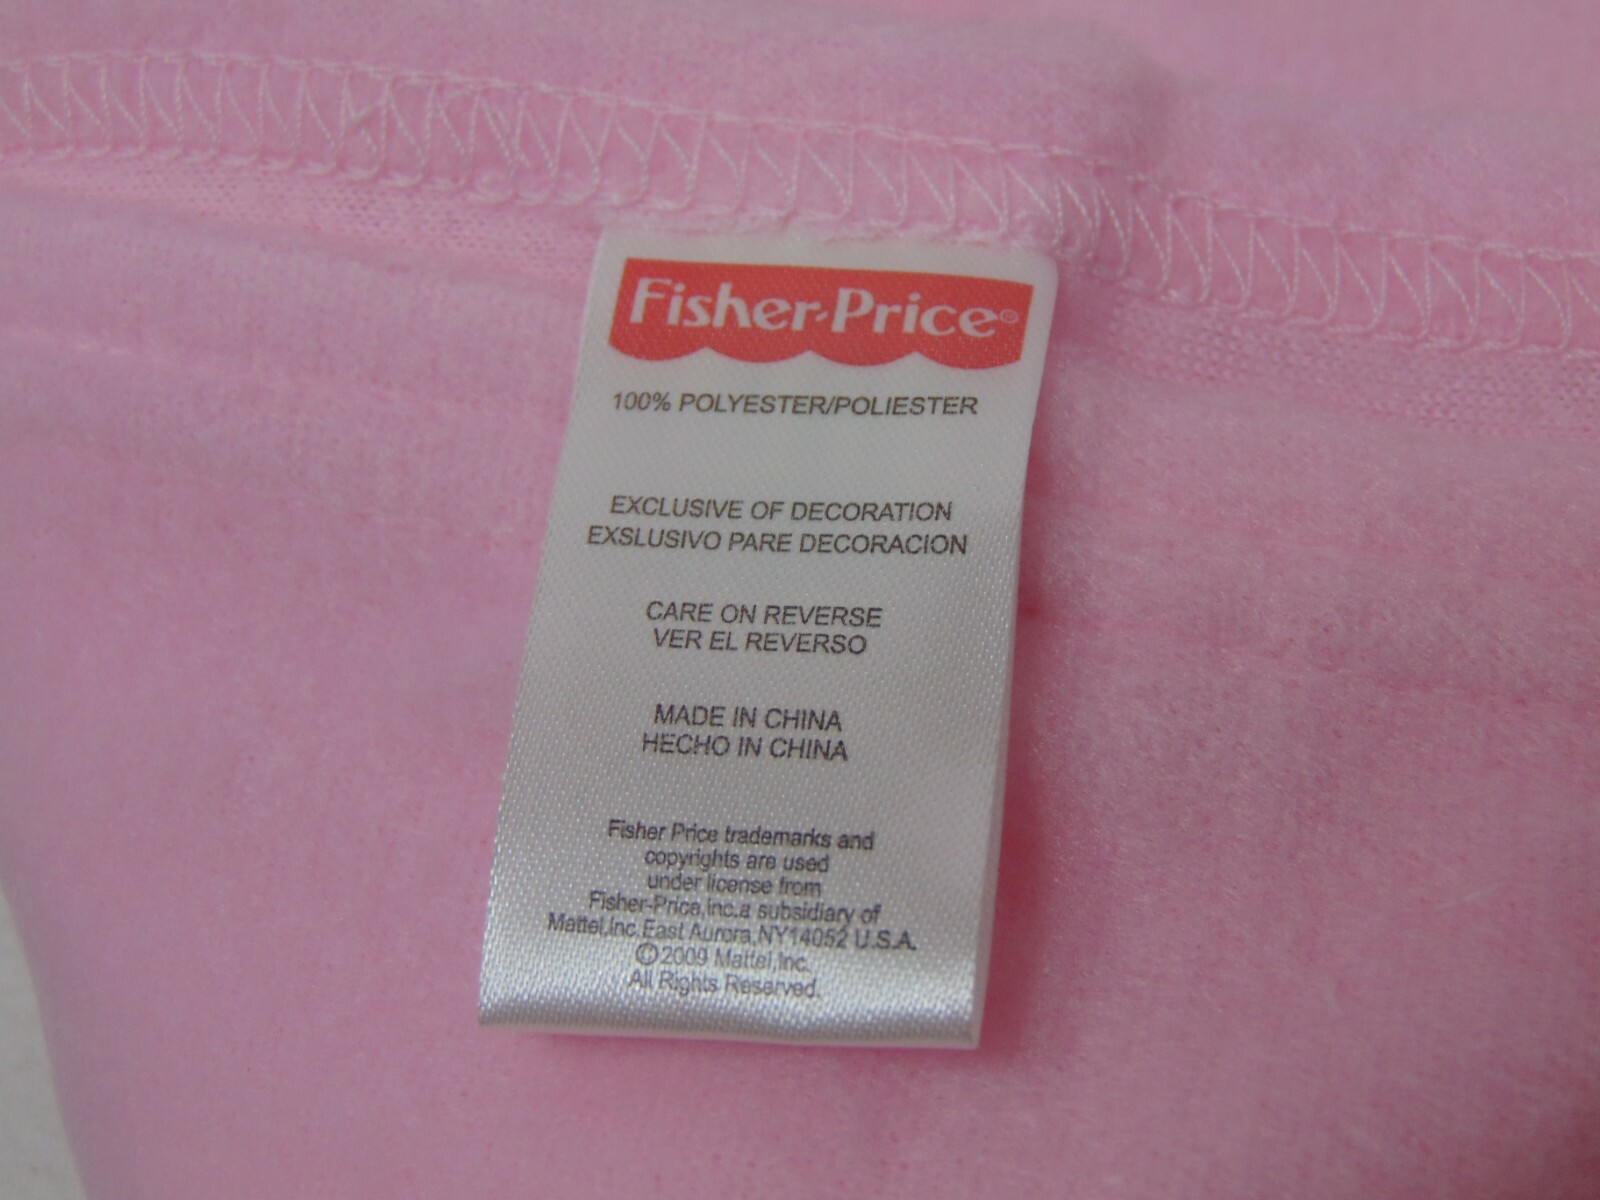 Fisher-Price®
100% POLYESTER/POLIESTER
EXCLUSIVE OF DECORATION
EXSLUSIVO PARE DECORACION
CARE ON REVERSE
VER EL REVERSO
MADE IN CHINA
HECHO IN CHINA
Fisher Price trademarks and
copyrights are used
under license from
Fisher-Price,inc.a subsidiary of
Mattel,Inc.East Aurora,NY14052 U.S.A.
©2009 Mattel,Inc.
All Rights Reserved.